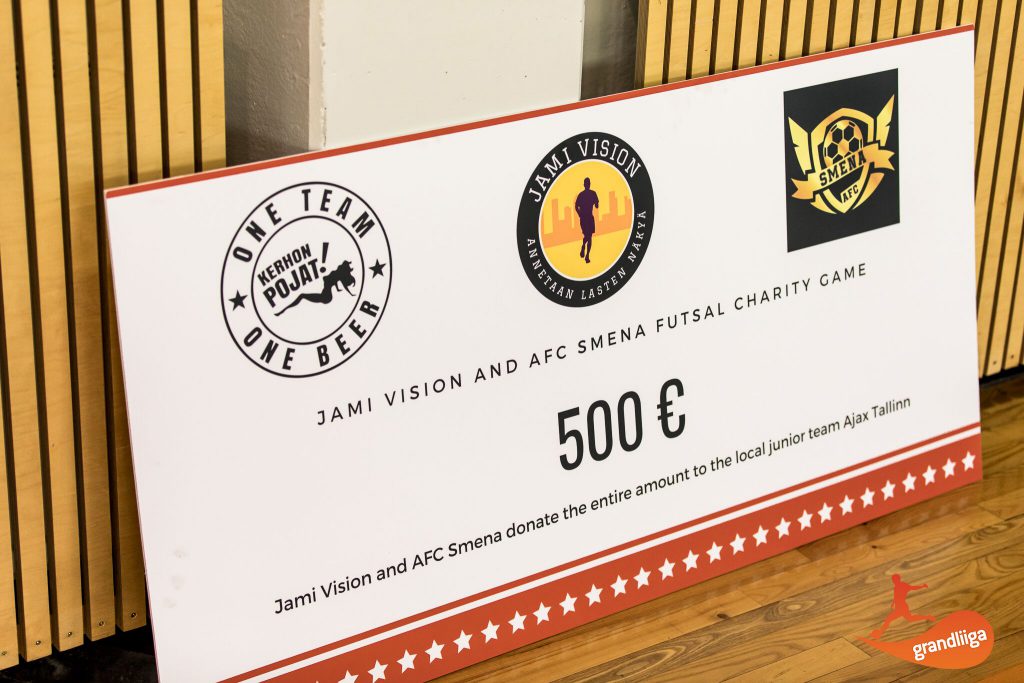 ONE TEAM
KERHON
POJAT!
ONE BEER
JAMI VISION
ANNETAAN LASTEN NÄKYÄ
SMENA
AFC
JAMI VISION AND AFC SMENA FUTSAL CHARITY GAME
500 €
Jami Vision and AFC Smena donate the entire amount to the local junior team Ajax Tallinn
grandliiga